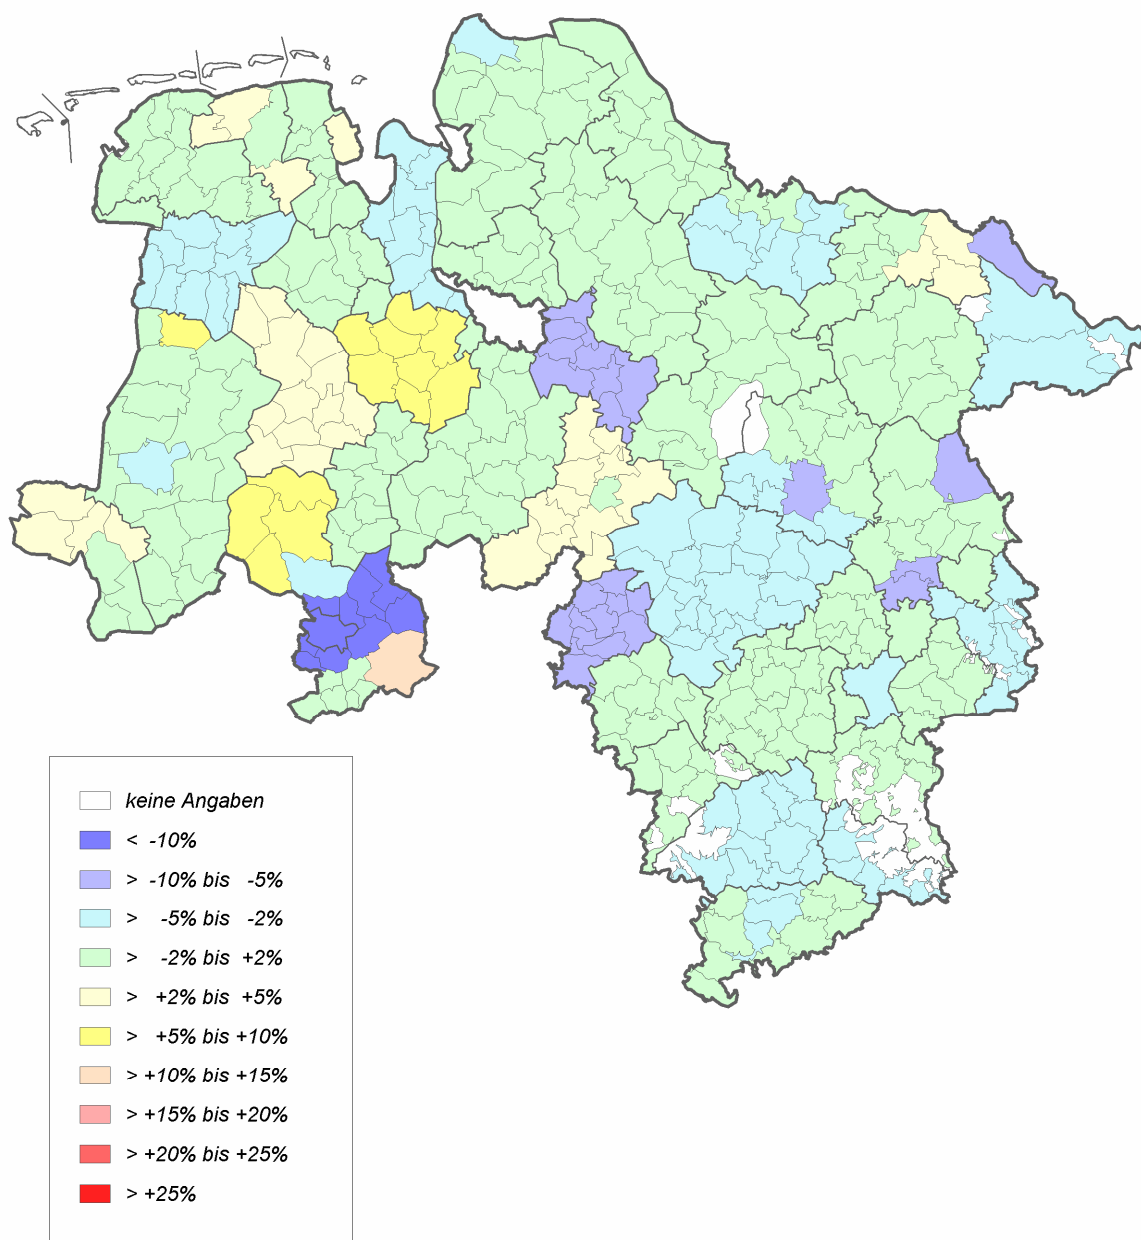 keine Angaben
< -10%
> -10% bis -5%
> -5% bis -2%
> -2% bis +2%
> +2% bis +5%
> +5% bis +10%
> +10% bis +15%
> +15% bis +20%
> +20% bis +25%
> +25%